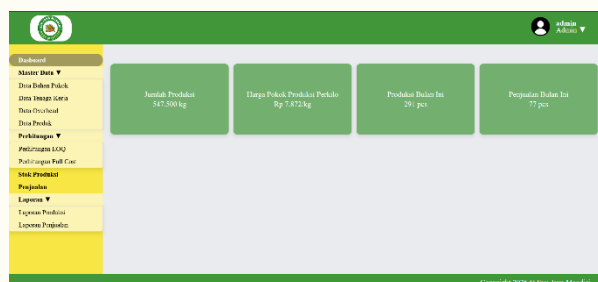 admin
Admin ▼
Dashboard
Master Data ▼
Data Bahan Pokok
Data Tenaga Kerja
Data Overhead
Data Produk
Perhitungan ▼
Perhitungan EOQ
Perhitungan Full Cost
Stok Produksi
Penjualan
Laporan ▼
Laporan Produksi
Laporan Penjualan
Jumlah Produksi
547.500 kg
Harga Pokok Produksi Perkilo
Rp 7.872/kg
Produksi Bulan Ini
291 pcs
Penjualan Bulan Ini
77 pcs
Copyright